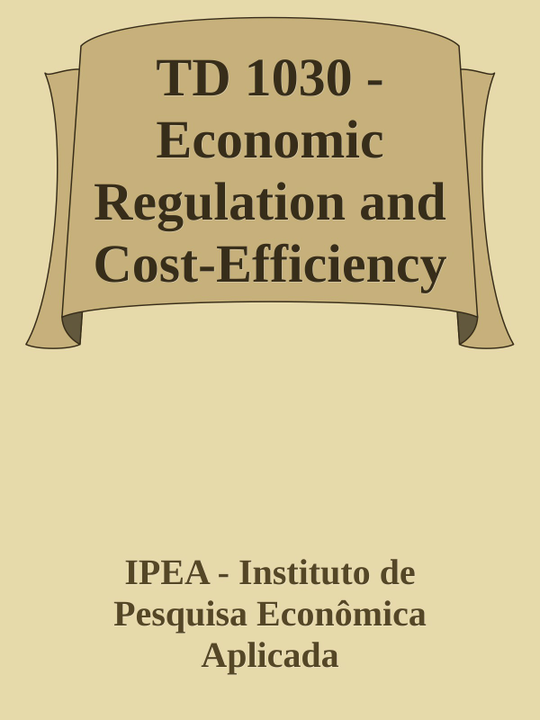 TD 1030 -
Economic
Regulation and
Cost-Efficiency
IPEA - Instituto de
Pesquisa Econômica
Aplicada